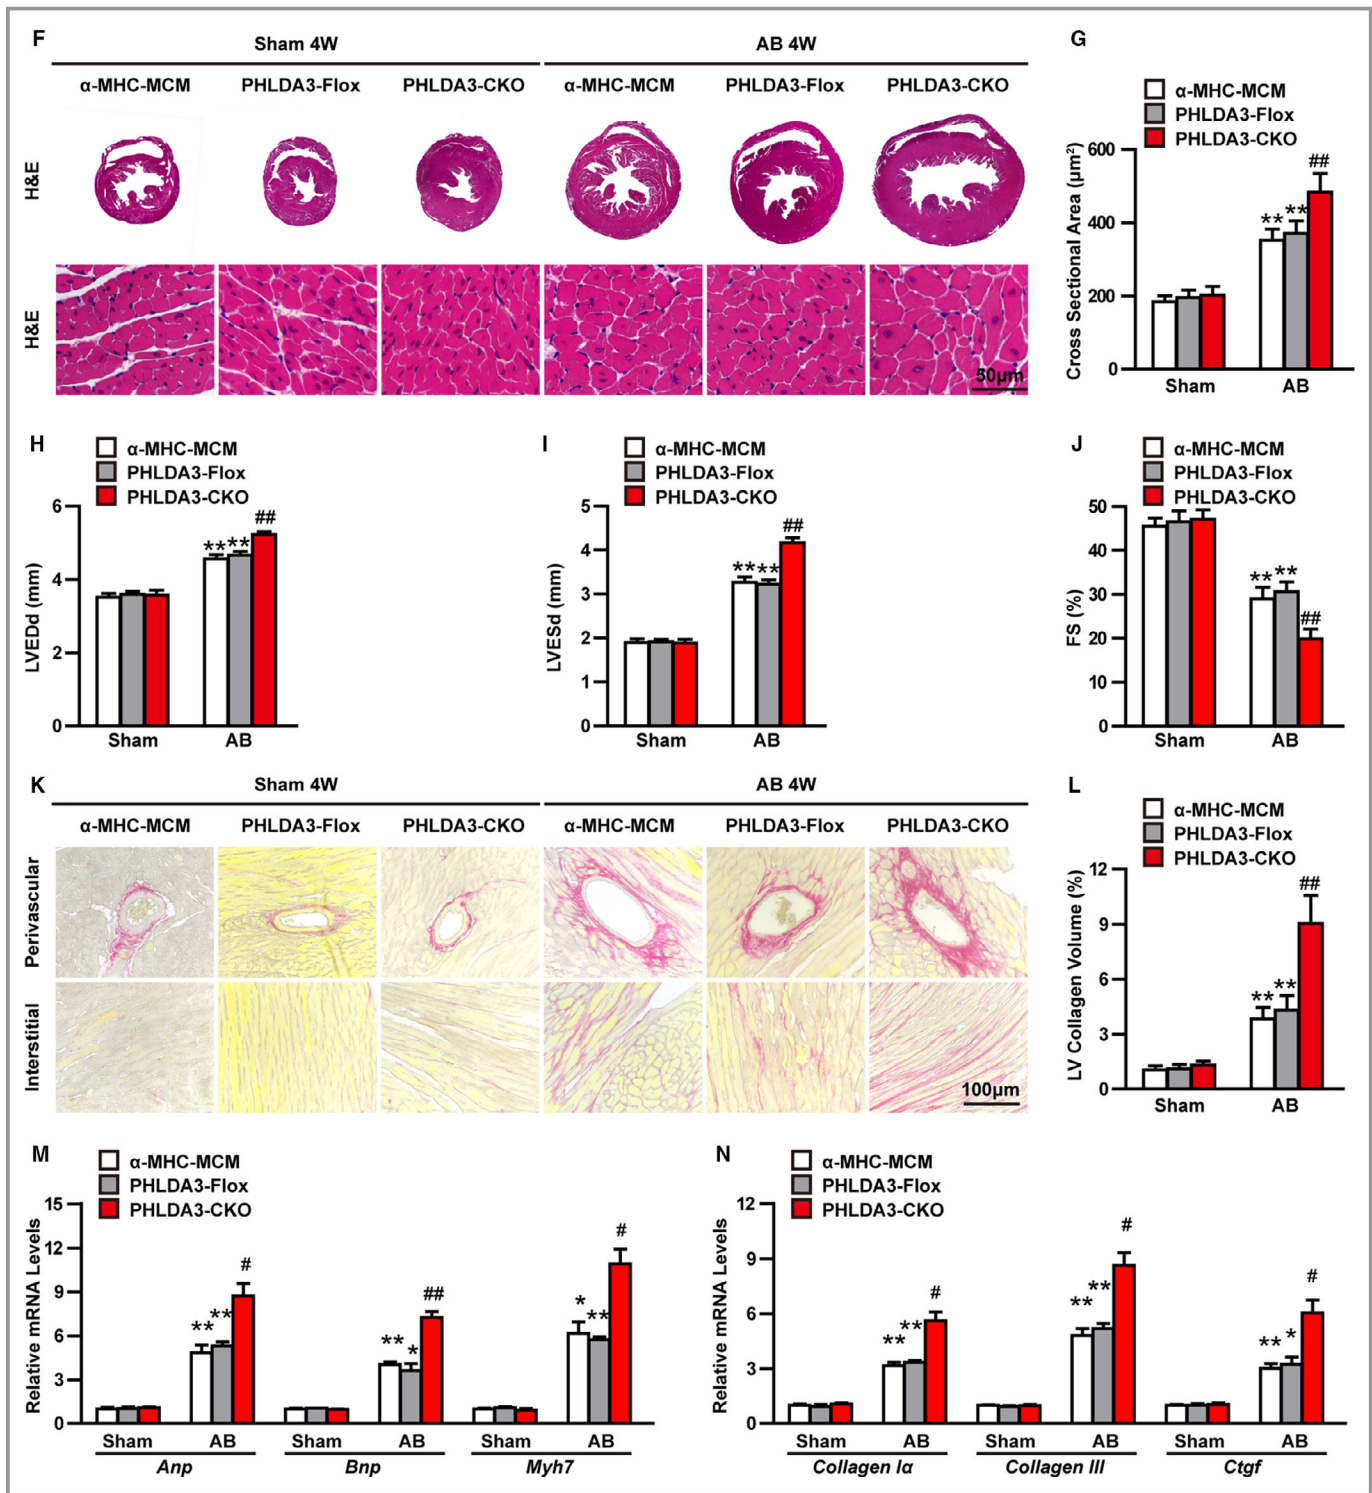 F
Sham 4W
AB 4W
α-MHC-MCM PHLDA3-Flox PHLDA3-CKO α-MHC-MCM PHLDA3-Flox PHLDA3-CKO
H&E
H&E
50μm
G
α-MHC-MCM
PHLDA3-Flox
PHLDA3-CKO
Cross Sectional Area (μm²)
600
400
200
0
** ** ##
Sham AB
H
α-MHC-MCM
PHLDA3-Flox
PHLDA3-CKO
LVEDd (mm)
6
4
2
0
** ** ##
Sham AB
I
α-MHC-MCM
PHLDA3-Flox
PHLDA3-CKO
LVESd (mm)
5
4
3
2
1
0
** ** ##
Sham AB
J
α-MHC-MCM
PHLDA3-Flox
PHLDA3-CKO
FS (%)
50
40
30
20
10
0
** ** ##
Sham AB
K
Sham 4W
AB 4W
α-MHC-MCM PHLDA3-Flox PHLDA3-CKO α-MHC-MCM PHLDA3-Flox PHLDA3-CKO
Perivascular
Interstitial
100μm
L
α-MHC-MCM
PHLDA3-Flox
PHLDA3-CKO
LV Collagen Volume (%)
12
9
6
3
0
** ** ##
Sham AB
M
α-MHC-MCM
PHLDA3-Flox
PHLDA3-CKO
Relative mRNA Levels
15
12
9
6
3
0
** ** # ** * ## * ** #
Sham AB Sham AB Sham AB
Anp Bnp Myh7
N
α-MHC-MCM
PHLDA3-Flox
PHLDA3-CKO
Relative mRNA Levels
12
9
6
3
0
** ** # ** ** # ** * #
Sham AB Sham AB Sham AB
Collagen Iα Collagen III Ctgf